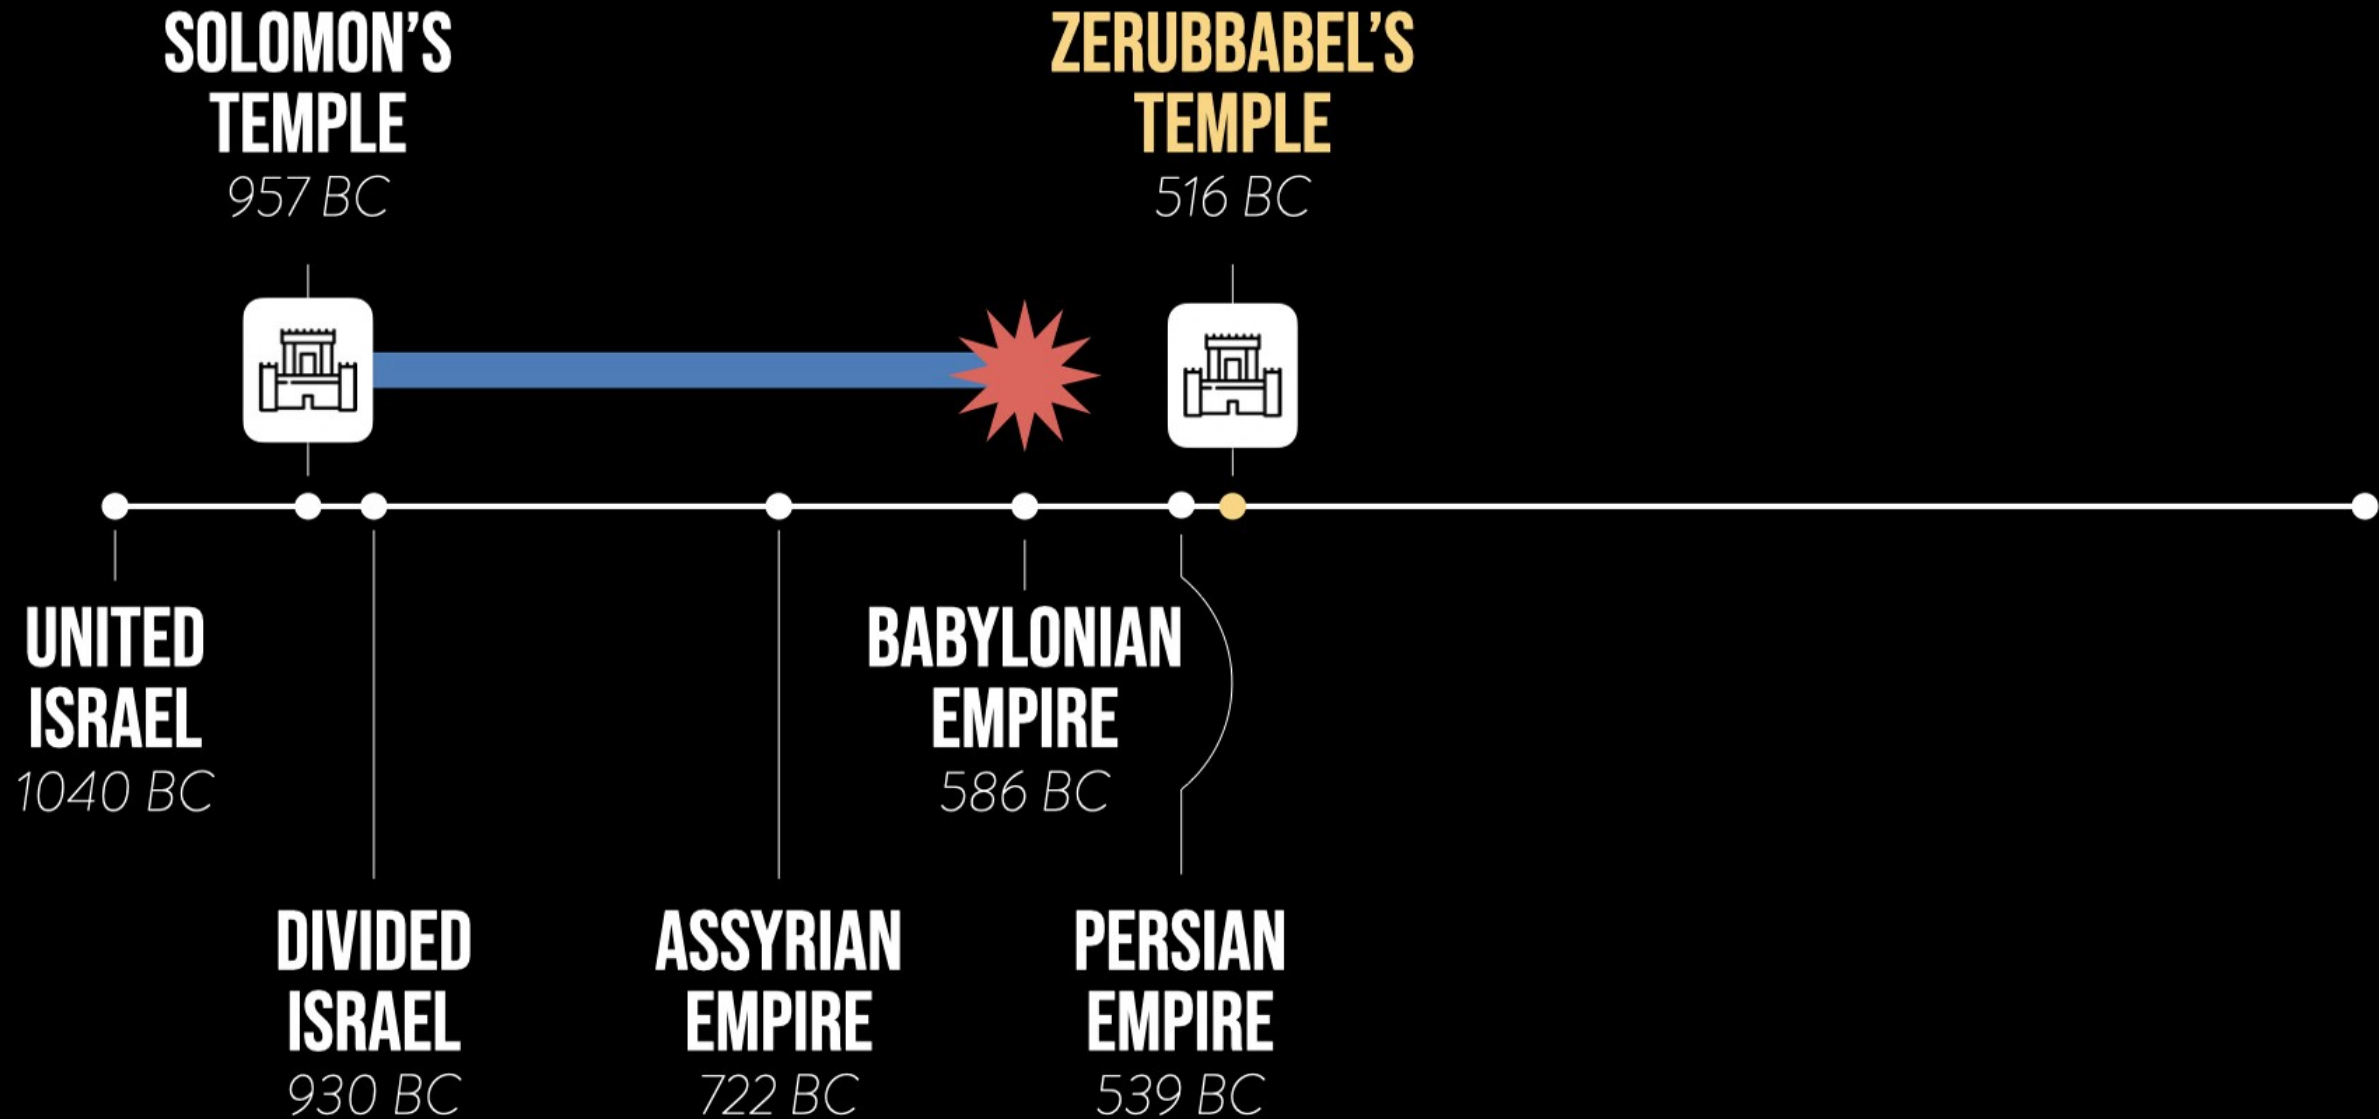 SOLOMON’S
TEMPLE
957 BC
ZERUBBABEL’S
TEMPLE
516 BC
UNITED
ISRAEL
1040 BC
DIVIDED
ISRAEL
930 BC
ASSYRIAN
EMPIRE
722 BC
BABYLONIAN
EMPIRE
586 BC
PERSIAN
EMPIRE
539 BC